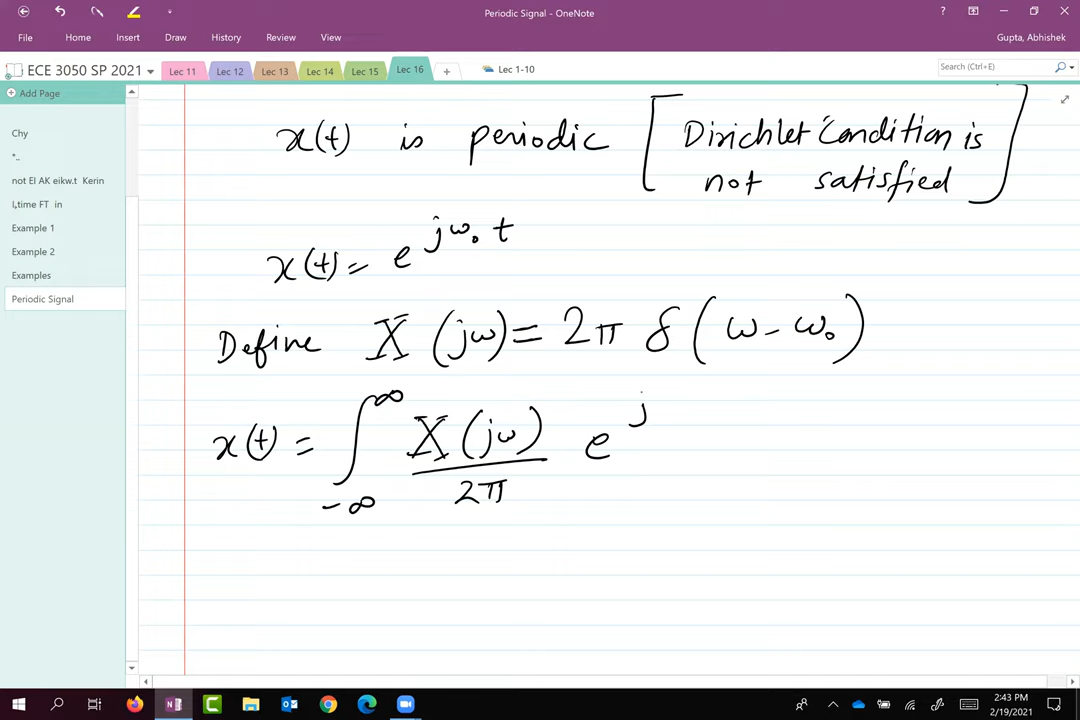 Periodic Signal - OneNote
?
File Home Insert Draw History Review View
Gupta, Abhishek
ECE 3050 SP 2021
Lec 11 Lec 12 Lec 13 Lec 14 Lec 15 Lec 16 + Lec 1-10
Search (Ctrl+E)
Add Page
Chy
*-
not EI AK eikw.t Kerin
I,time FT in
Example 1
Example 2
Examples
Periodic Signal
x(t) is periodic [Dirichlet Condition is
not satisfied]
x(t) = e^{jω₀t}
Define X(jω) = 2π δ(ω - ω₀)
x(t) = ∫_{-∞}^{∞} X(jω)/2π e^{j
2:43 PM
2/19/2021